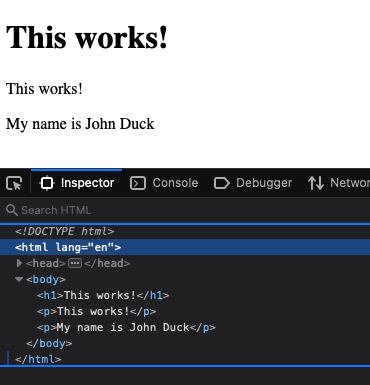 This works!
This works!
My name is John Duck
Inspector Console Debugger Networ
Search HTML
<!DOCTYPE html>
<html lang="en">
<head>…</head>
<body>
<h1>This works!</h1>
<p>This works!</p>
<p>My name is John Duck</p>
</body>
</html>